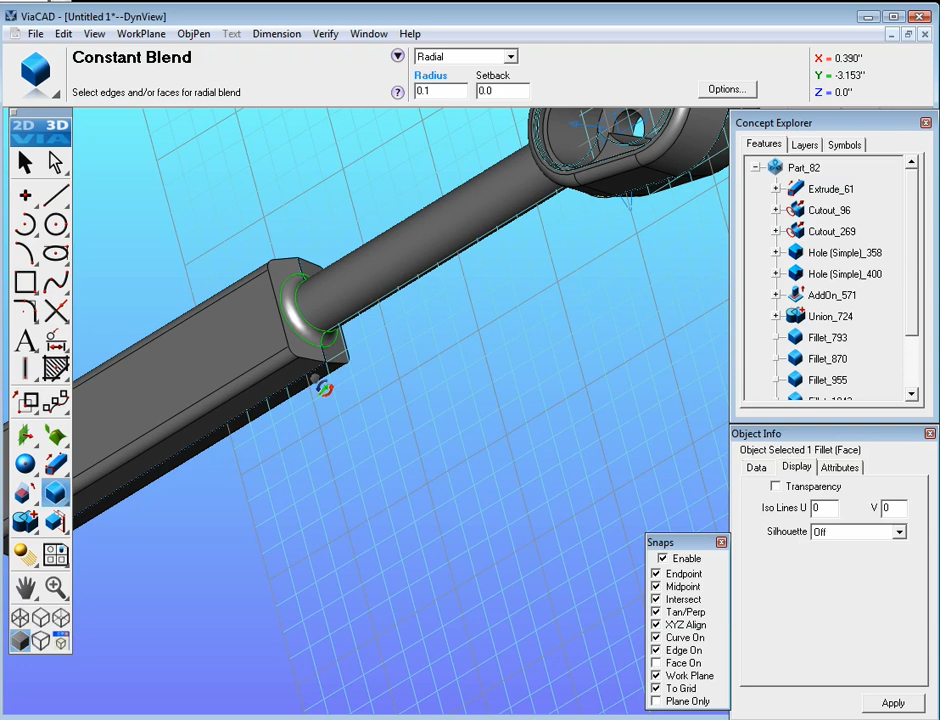 ViaCAD - [Untitled 1*--DynView]
File Edit View WorkPlane ObjPen Text Dimension Verify Window Help
Constant Blend
Select edges and/or faces for radial blend
Radial
Radius Setback
0.1 0.0
Options...
X = 0.390"
Y = -3.153"
Z = 0.0"
2D 3D
VIA
A
Concept Explorer
Features Layers Symbols
Part_82
Extrude_61
Cutout_96
Cutout_269
Hole (Simple)_358
Hole (Simple)_400
AddOn_571
Union_724
Fillet_793
Fillet_870
Fillet_955
Object Info
Object Selected 1 Fillet (Face)
Data Display Attributes
Transparency
Iso Lines U 0 V 0
Silhouette Off
Apply
Snaps
Enable
Endpoint
Midpoint
Intersect
Tan/Perp
XYZ Align
Curve On
Edge On
Face On
Work Plane
To Grid
Plane Only